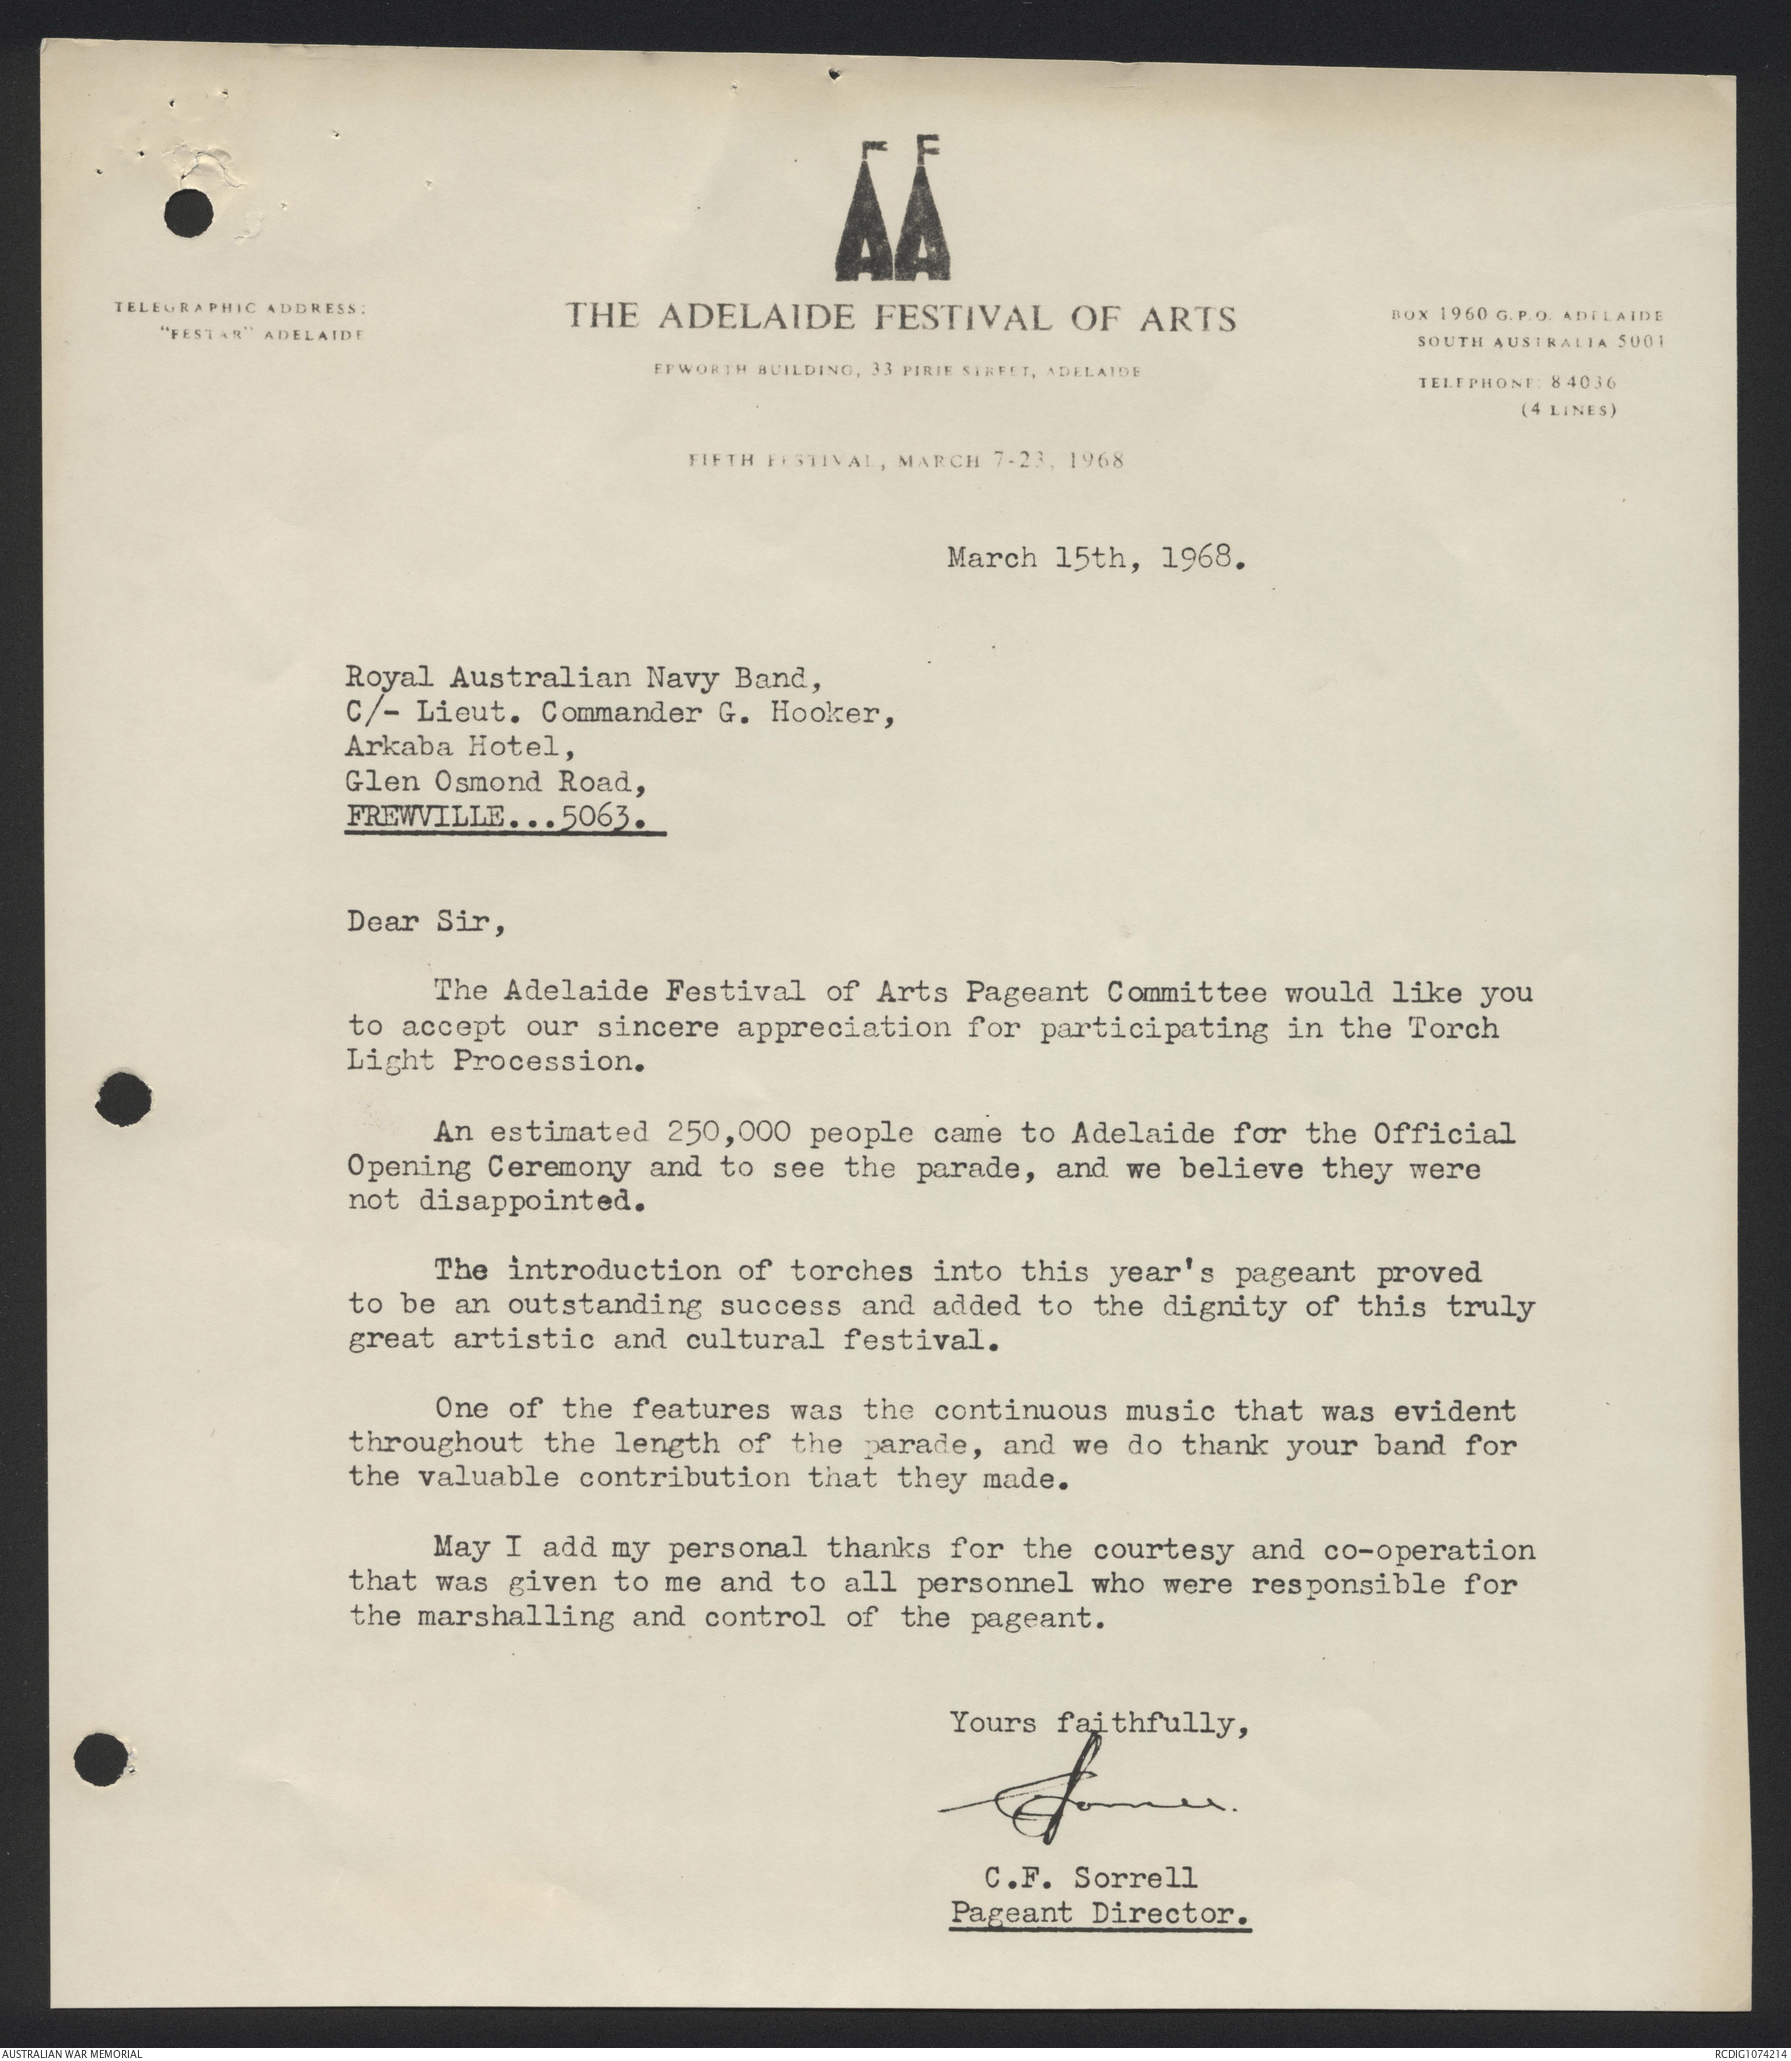 TELEGRAPHIC ADDRESS:
"FESTAR" ADELAIDE
THE ADELAIDE FESTIVAL OF ARTS
EPWORTH BUILDING, 33 PIRIE STREET, ADELAIDE
BOX 1960 G.P.O. ADELAIDE
SOUTH AUSTRALIA 5001
TELEPHONE: 84036
(4 LINES)
FIFTH FESTIVAL, MARCH 7-23, 1968
March 15th, 1968.
Royal Australian Navy Band,
C/- Lieut. Commander G. Hooker,
Arkaba Hotel,
Glen Osmond Road,
FREWVILLE...5063.
Dear Sir,
The Adelaide Festival of Arts Pageant Committee would like you
to accept our sincere appreciation for participating in the Torch
Light Procession.
An estimated 250,000 people came to Adelaide for the Official
Opening Ceremony and to see the parade, and we believe they were
not disappointed.
The introduction of torches into this year's pageant proved
to be an outstanding success and added to the dignity of this truly
great artistic and cultural festival.
One of the features was the continuous music that was evident
throughout the length of the parade, and we do thank your band for
the valuable contribution that they made.
May I add my personal thanks for the courtesy and co-operation
that was given to me and to all personnel who were responsible for
the marshalling and control of the pageant.
Yours faithfully,
C.F. Sorrell
Pageant Director.
AUSTRALIAN WAR MEMORIAL
RCDIG1074214